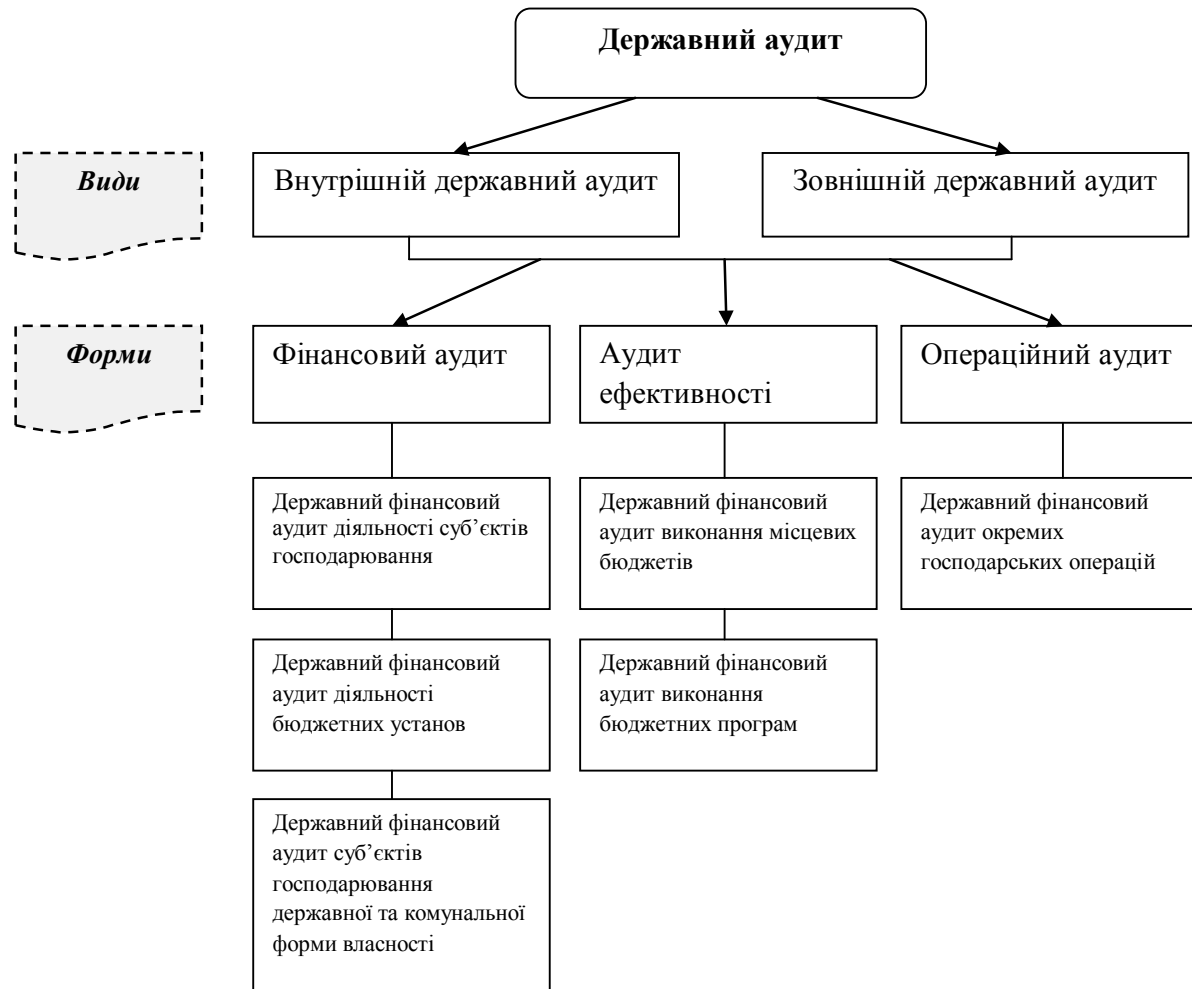 Державний аудит
Види
Внутрішній державний аудит
Зовнішній державний аудит
Форми
Фінансовий аудит
Аудит
ефективності
Операційний аудит
Державний фінансовий
аудит діяльності суб’єктів
господарювання
Державний фінансовий
аудит виконання місцевих
бюджетів
Державний фінансовий
аудит окремих
господарських операцій
Державний фінансовий
аудит діяльності
бюджетних установ
Державний фінансовий
аудит виконання
бюджетних програм
Державний фінансовий
аудит суб’єктів
господарювання
державної та комунальної
форми власності